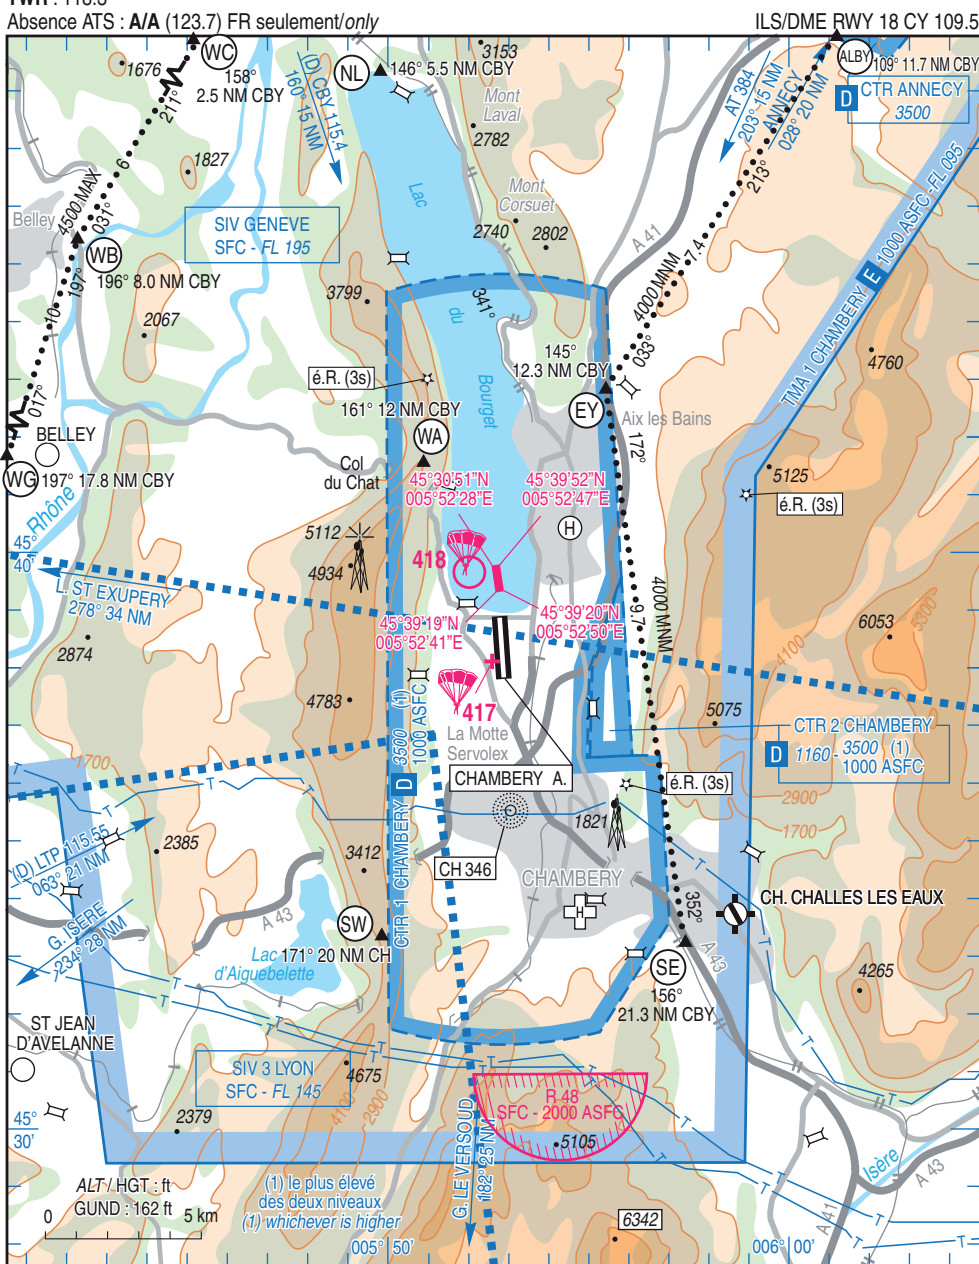 TWR : 118.3
Absence ATS : A/A (123.7) FR seulement/only
ILS/DME RWY 18 CY 109.5
WC
158°
2.5 NM CBY
1676
211°
6
4500 MAX
031°
1827
Belley
WB
196° 8.0 NM CBY
197°
10
017°
2067
BELLEY
WG
197° 17.8 NM CBY
Rhône
SIV GENEVE
SFC - FL 195
(D) CBY 115.4
160° 15 NM
NL
146° 5.5 NM CBY
3153
Mont
Laval
2782
Mont
Corsuet
2740
2802
Lac
du
Bourget
341°
3799
AT 384
203° 15 NM
ANNECY
028° 20 NM
ALBY
109° 11.7 NM CBY
D
CTR ANNECY
3500
213°
7.4
4000 MNM
033°
A 41
TMA 1 CHAMBERY E 1000 ASFC-FL 095
4760
145°
12.3 NM CBY
EY
Aix les Bains
172°
é.R. (3s)
161° 12 NM CBY
WA
Col
du Chat
45°30'51"N
005°52'28"E
45°39'52"N
005°52'47"E
5125
é.R. (3s)
5112
4934
418
H
45°
40'
L. ST EXUPERY
278° 34 NM
45°39'19"N
005°52'41"E
45°39'20"N
005°52'50"E
9.7
4000 MNM
6053
5300
4100
2874
4783
417
La Motte
Servolex
5075
CTR 2 CHAMBERY
D
1160 - 3500 (1)
1000 ASFC
CTR 1 CHAMBERY D 3500 (1)
1000 ASFC
1700
CHAMBERY A.
é.R. (3s)
2900
1700
1821
(D) LTP 115.55
063° 21 NM
2385
3412
CH 346
CHAMBERY
H
352°
CH. CHALLES LES EAUX
A 43
G. ISERE
234° 28 NM
SW
171° 20 NM CH
Lac
d'Aiguebelette
SE
156°
21.3 NM CBY
A 43
4265
ST JEAN
D'AVELANNE
SIV 3 LYON
SFC - FL 145
4675
4100
2900
2379
R 48
SFC - 2000 ASFC
5105
45°
30'
G. LE VERSOUD
182° 25 NM
Isère
A 43
A 41
ALT / HGT : ft
GUND : 162 ft
0
5 km
(1) le plus élevé
des deux niveaux
(1) whichever is higher
6342
005° 50'
006° 00'